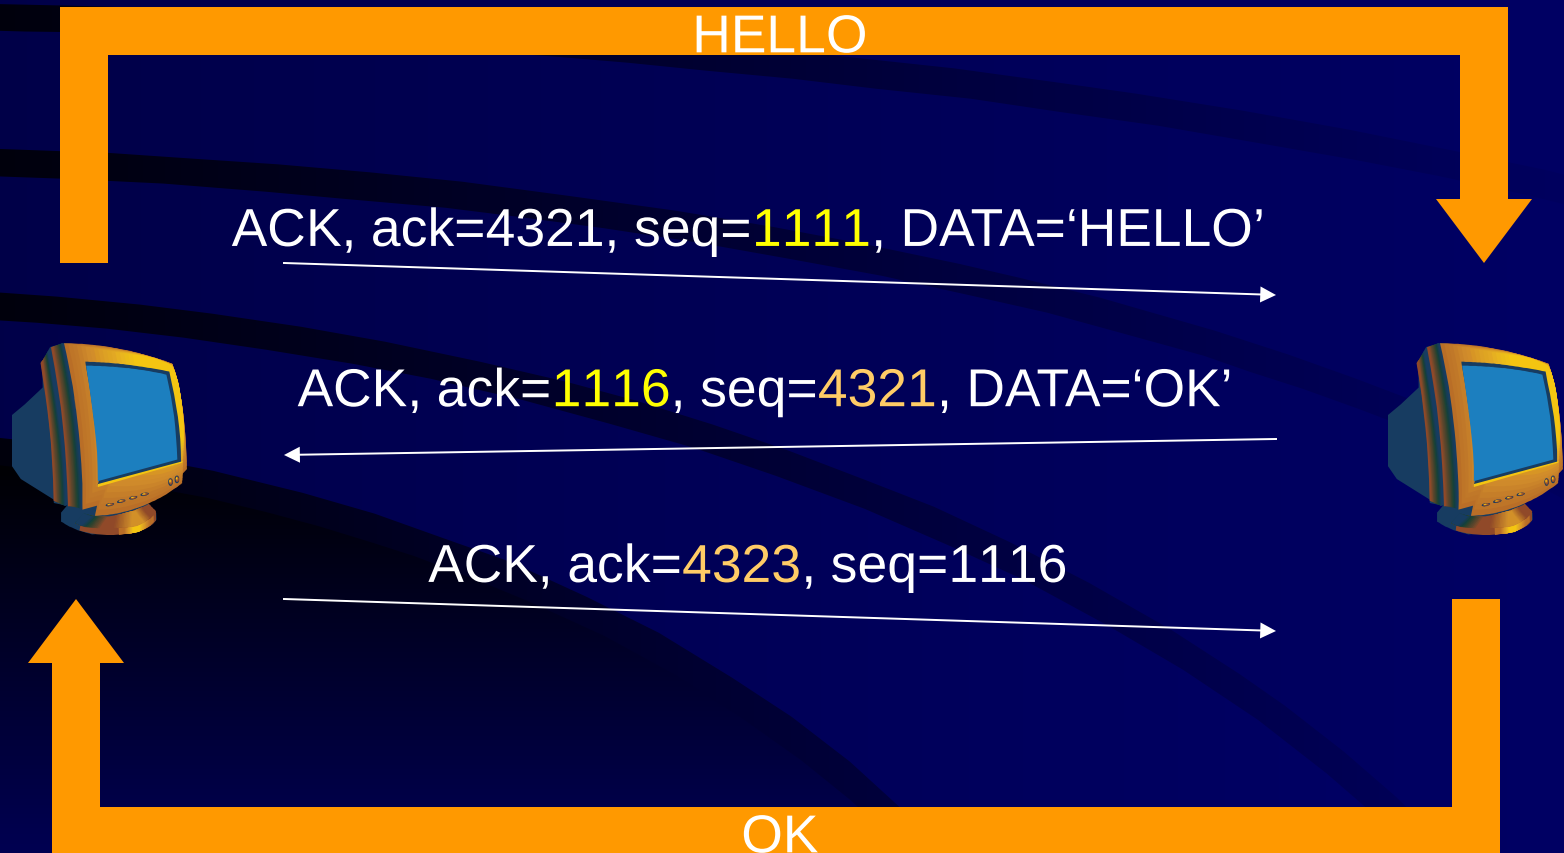 HELLO
ACK, ack=4321, seq=1111, DATA=‘HELLO’
ACK, ack=1116, seq=4321, DATA=‘OK’
ACK, ack=4323, seq=1116
OK